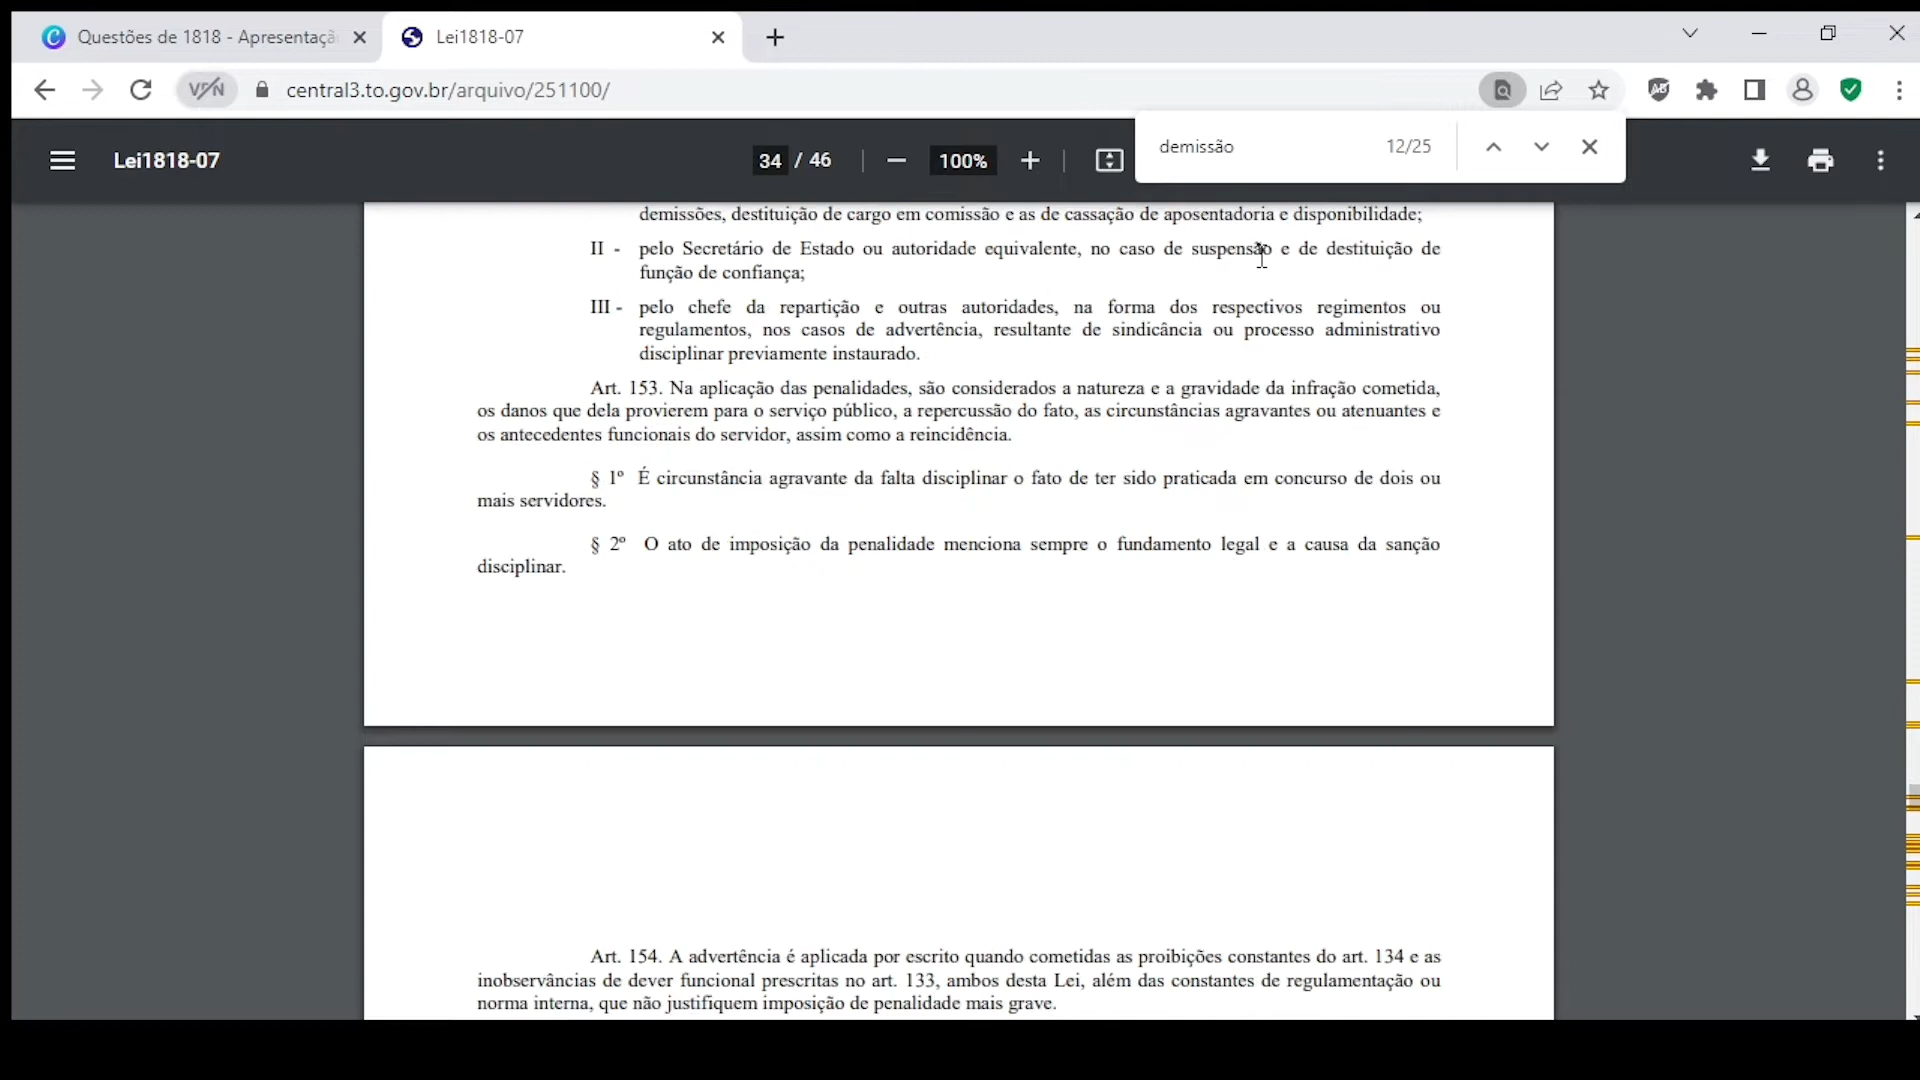 Questões de 1818 - Apresentaçã
Lei1818-07
VPN
central3.to.gov.br/arquivo/251100/
Lei1818-07
34 / 46
100%
demissão
12/25
demissões, destituição de cargo em comissão e as de cassação de aposentadoria e disponibilidade;
II - pelo Secretário de Estado ou autoridade equivalente, no caso de suspensão e de destituição de
função de confiança;
III - pelo chefe da repartição e outras autoridades, na forma dos respectivos regimentos ou
regulamentos, nos casos de advertência, resultante de sindicância ou processo administrativo
disciplinar previamente instaurado.
Art. 153. Na aplicação das penalidades, são considerados a natureza e a gravidade da infração cometida,
os danos que dela provierem para o serviço público, a repercussão do fato, as circunstâncias agravantes ou atenuantes e
os antecedentes funcionais do servidor, assim como a reincidência.
§ 1º É circunstância agravante da falta disciplinar o fato de ter sido praticada em concurso de dois ou
mais servidores.
§ 2º O ato de imposição da penalidade menciona sempre o fundamento legal e a causa da sanção
disciplinar.
Art. 154. A advertência é aplicada por escrito quando cometidas as proibições constantes do art. 134 e as
inobservâncias de dever funcional prescritas no art. 133, ambos desta Lei, além das constantes de regulamentação ou
norma interna, que não justifiquem imposição de penalidade mais grave.